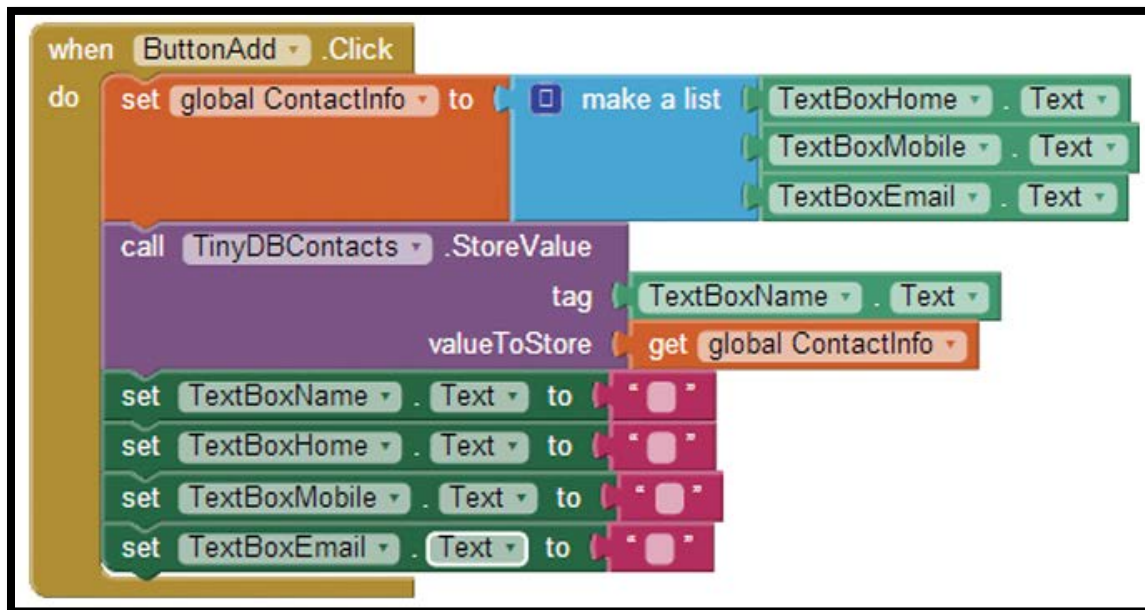 when ButtonAdd .Click
do set global ContactInfo to make a list TextBoxHome . Text
TextBoxMobile . Text
TextBoxEmail . Text
call TinyDBContacts .StoreValue
tag TextBoxName . Text
valueToStore get global ContactInfo
set TextBoxName . Text to “ ”
set TextBoxHome . Text to “ ”
set TextBoxMobile . Text to “ ”
set TextBoxEmail . Text to “ ”